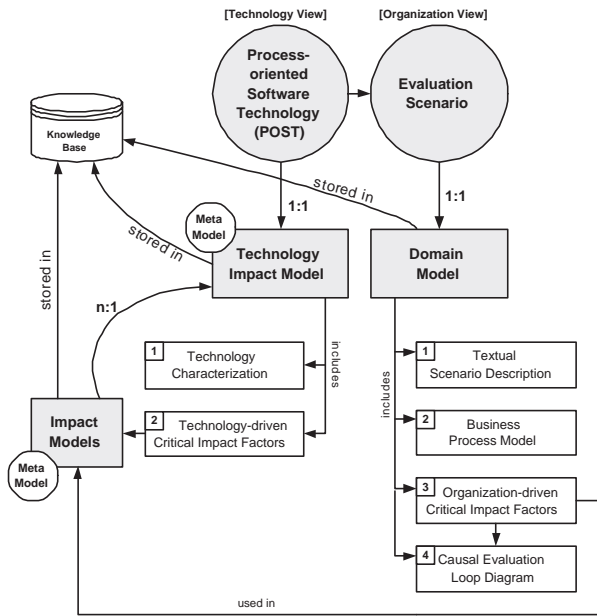 [Technology View]
[Organization View]
Process-
oriented
Software
Technology
(POST)
Evaluation
Scenario
Knowledge
Base
stored in
1:1
1:1
Meta
Model
stored in
Technology
Impact Model
Domain
Model
stored in
n:1
includes
1
Technology
Characterization
includes
1
Textual
Scenario Description
Impact
Models
2
Technology-driven
Critical Impact Factors
2
Business
Process Model
Meta
Model
3
Organization-driven
Critical Impact Factors
4
Causal Evaluation
Loop Diagram
used in